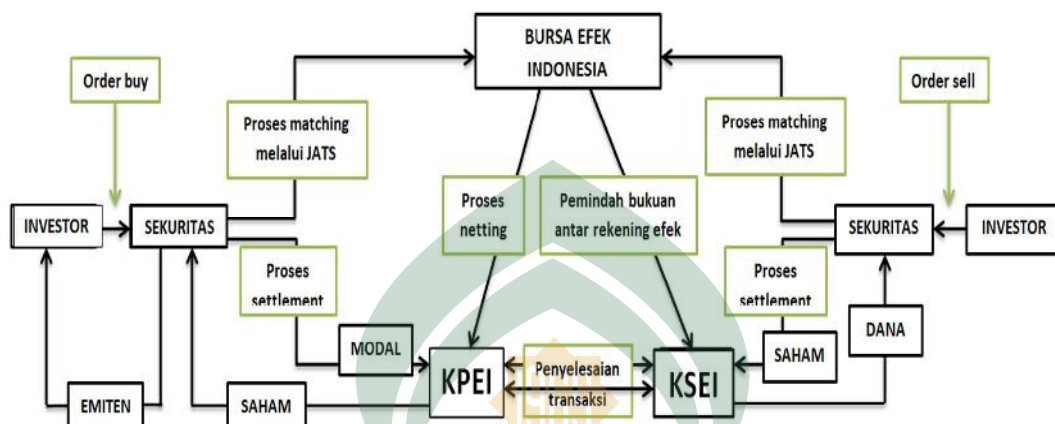 BURSA EFEK
INDONESIA
Order buy
Order sell
Proses matching
melalui JATS
Proses matching
melalui JATS
Proses
netting
Pemindah bukuan
antar rekening efek
INVESTOR
SEKURITAS
SEKURITAS
INVESTOR
Proses
settlement
Proses
settlement
DANA
MODAL
SAHAM
KPEI
Penyelesaian
transaksi
KSEI
EMITEN
SAHAM